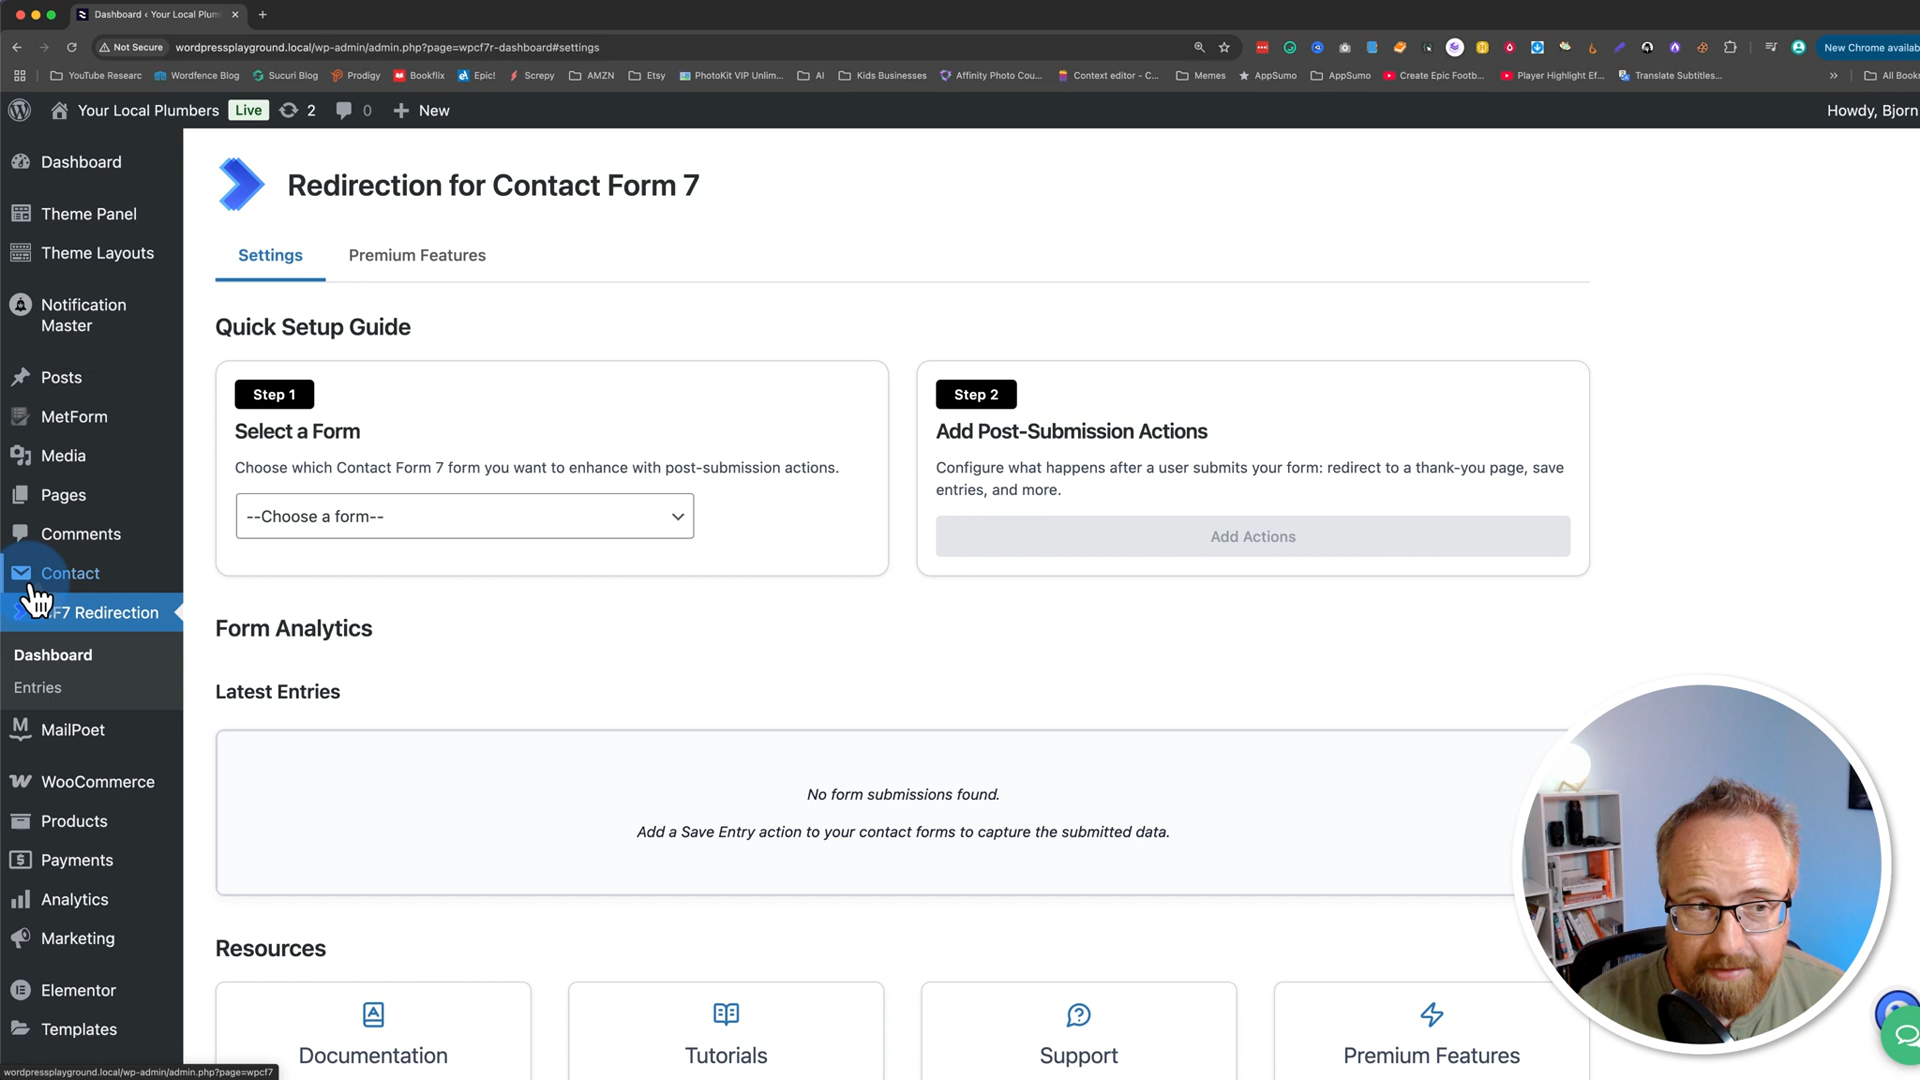 Dashboard ‹ Your Local Plum
Not Secure
wordpressplayground.local/wp-admin/admin.php?page=wpcf7r-dashboard#settings
New Chrome availab
YouTube Researc
Wordfence Blog
Sucuri Blog
Prodigy
Bookflix
Epic!
Screpy
AMZN
Etsy
PhotoKit VIP Unlim...
AI
Kids Businesses
Affinity Photo Cou...
Context editor - C...
Memes
AppSumo
AppSumo
Create Epic Footb...
Player Highlight Ef...
Translate Subtitles...
»
All Book
Your Local Plumbers
Live
2
0
New
Howdy, Bjorn
Dashboard
Theme Panel
Theme Layouts
Notification
Master
Posts
MetForm
Media
Pages
Comments
Contact
F7 Redirection
Dashboard
Entries
MailPoet
WooCommerce
Products
Payments
Analytics
Marketing
Elementor
Templates
wordpressplayground.local/wp-admin/admin.php?page=wpcf7
Redirection for Contact Form 7
Settings
Premium Features
Quick Setup Guide
Step 1
Select a Form
Choose which Contact Form 7 form you want to enhance with post-submission actions.
--Choose a form--
Step 2
Add Post-Submission Actions
Configure what happens after a user submits your form: redirect to a thank-you page, save
entries, and more.
Add Actions
Form Analytics
Latest Entries
No form submissions found.
Add a Save Entry action to your contact forms to capture the submitted data.
Resources
Documentation
Tutorials
Support
Premium Features